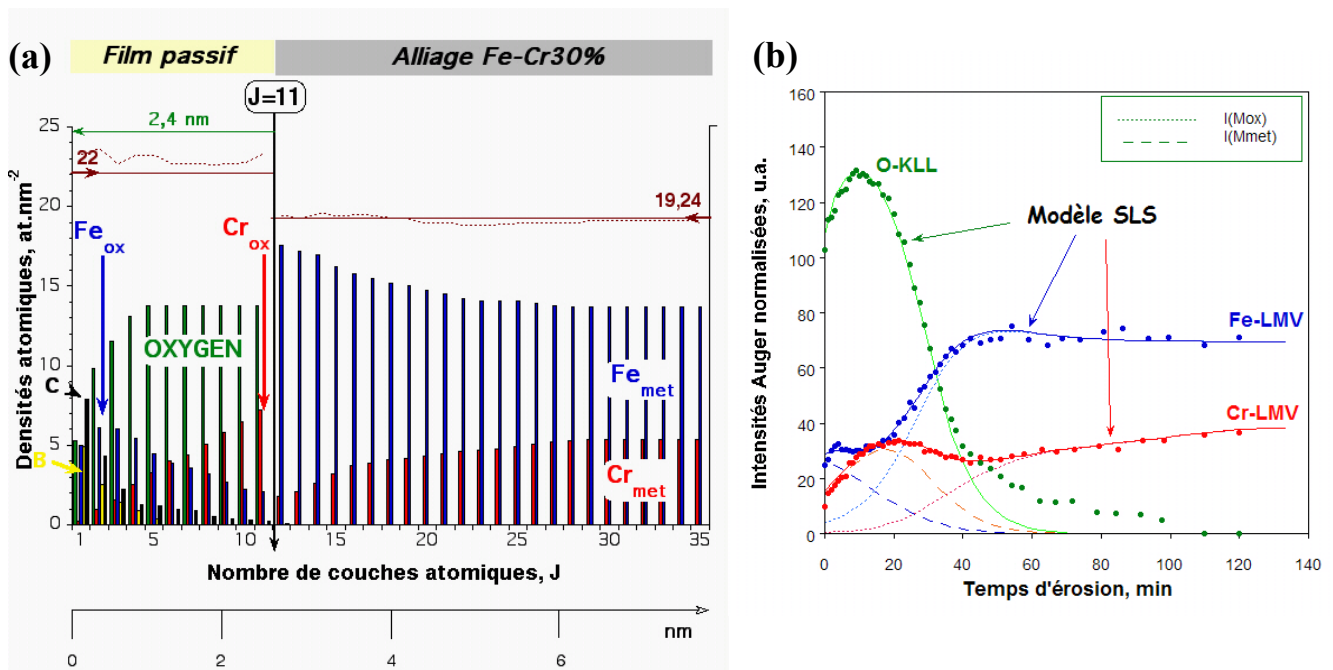 (a)
Film passif
Alliage Fe-Cr30%
J=11
2,4 nm
22
19,24
Fe ox
Cr ox
OXYGEN
C
B
Fe met
Cr met
Densités atomiques, at.nm-2
25
20
15
10
5
0
1 5 10 15 20 25 30 35
Nombre de couches atomiques, J
nm
0 2 4 6
(b)
160
140
120
100
80
60
40
20
0
I(Mox)
I(Mmet)
O-KLL
Modèle SLS
Fe-LMV
Cr-LMV
Intensités Auger normalisées, u.a.
0 20 40 60 80 100 120 140
Temps d'érosion, min